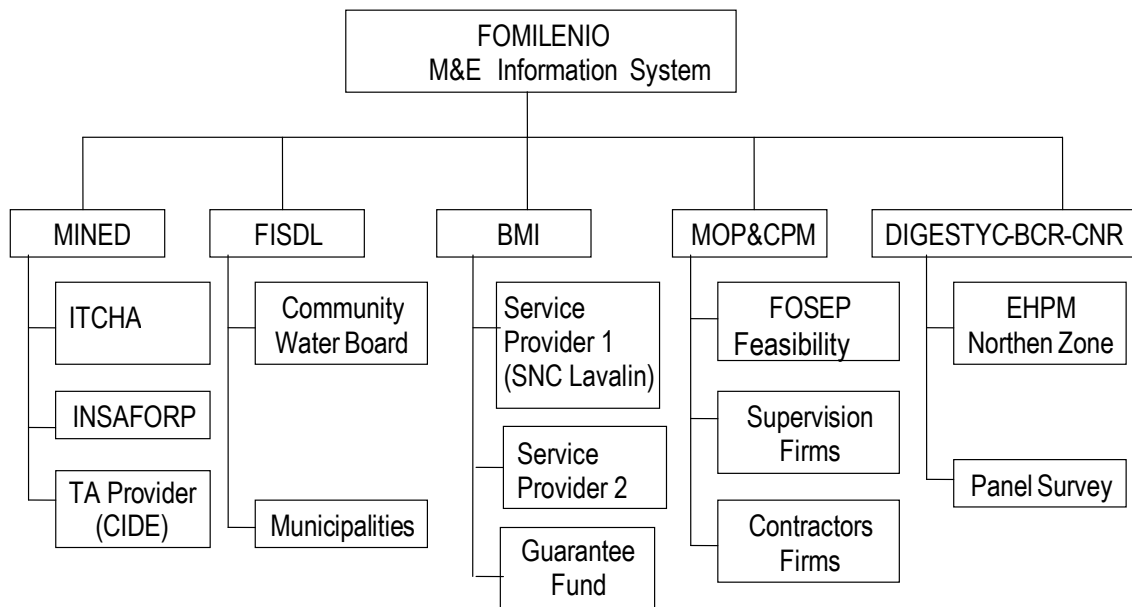 FOMILENIO
M&E Information System
MINED
FISDL
BMI
MOP&CPM
DIGESTYC-BCR-CNR
ITCHA
INSAFORP
TA Provider
(CIDE)
Community
Water Board
Municipalities
Service
Provider 1
(SNC Lavalin)
Service
Provider 2
Guarantee
Fund
FOSEP
Feasibility
Supervision
Firms
Contractors
Firms
EHPM
Northen Zone
Panel Survey